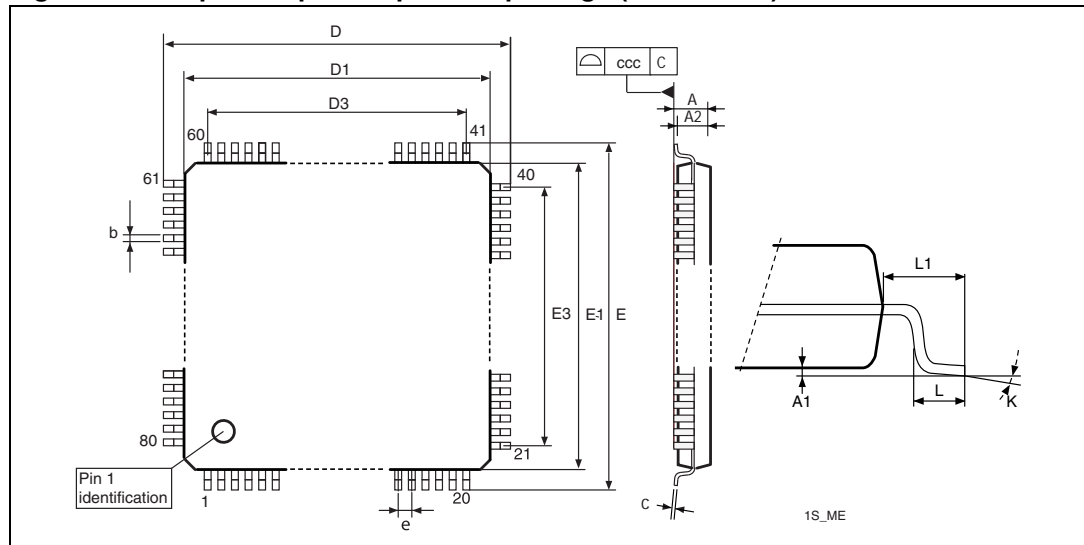 D
ccc C
D1
A
D3
A2
60
41
61
40
b
L1
E3 E1 E
A1
L
K
80
21
Pin 1
identification
1
20
e
C
1S_ME